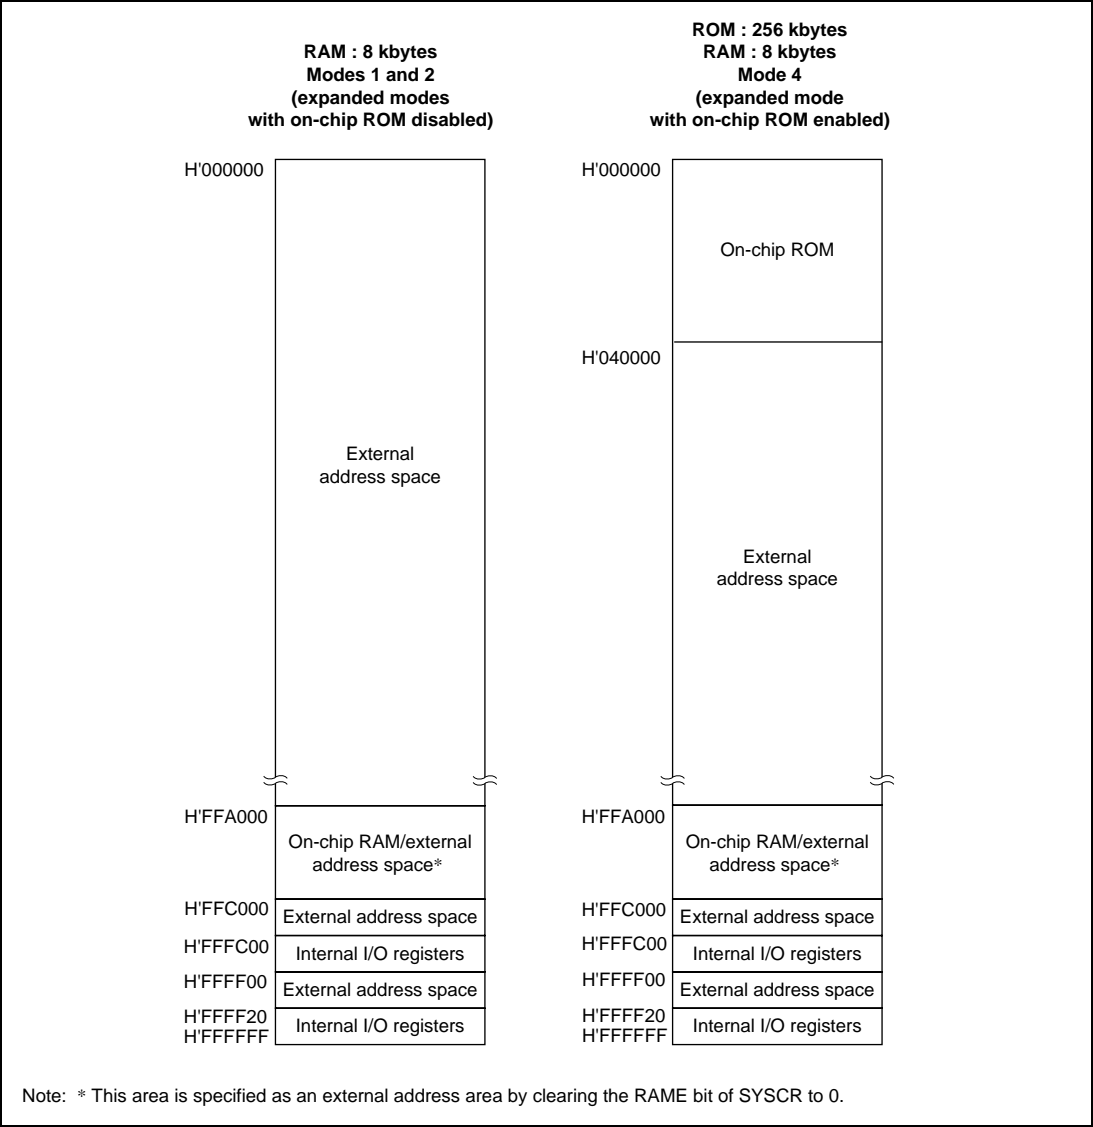 RAM : 8 kbytes
Modes 1 and 2
(expanded modes
with on-chip ROM disabled)
H'000000
External
address space
H'FFA000
On-chip RAM/external
address space*
H'FFC000
External address space
H'FFFC00
Internal I/O registers
H'FFFF00
External address space
H'FFFF20
Internal I/O registers
H'FFFFFF
ROM : 256 kbytes
RAM : 8 kbytes
Mode 4
(expanded mode
with on-chip ROM enabled)
H'000000
On-chip ROM
H'040000
External
address space
H'FFA000
On-chip RAM/external
address space*
H'FFC000
External address space
H'FFFC00
Internal I/O registers
H'FFFF00
External address space
H'FFFF20
Internal I/O registers
H'FFFFFF
Note: * This area is specified as an external address area by clearing the RAME bit of SYSCR to 0.